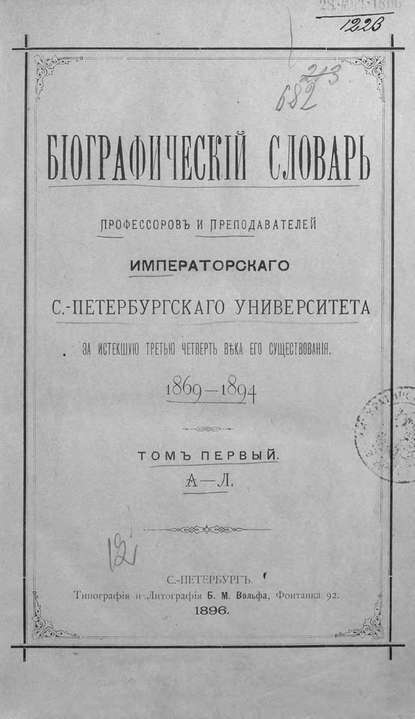 1223
213
682
БІОГРАФИЧЕСКІЙ СЛОВАРЬ
ПРОФЕССОРОВЪ И ПРЕПОДАВАТЕЛЕЙ
ИМПЕРАТОРСКАГО
С.-ПЕТЕРБУРГСКАГО УНИВЕРСИТЕТА
ЗА ИСТЕКШУЮ ТРЕТЬЮ ЧЕТВЕРТЬ ВѢКА ЕГО СУЩЕСТВОВАНІЯ.
1869—1894
ТОМЪ ПЕРВЫЙ.
А—Л.
С.-ПЕТЕРБУРГЪ.
Типографія и Литографія Б. М. Вольфа, Фонтанка 92.
1896.